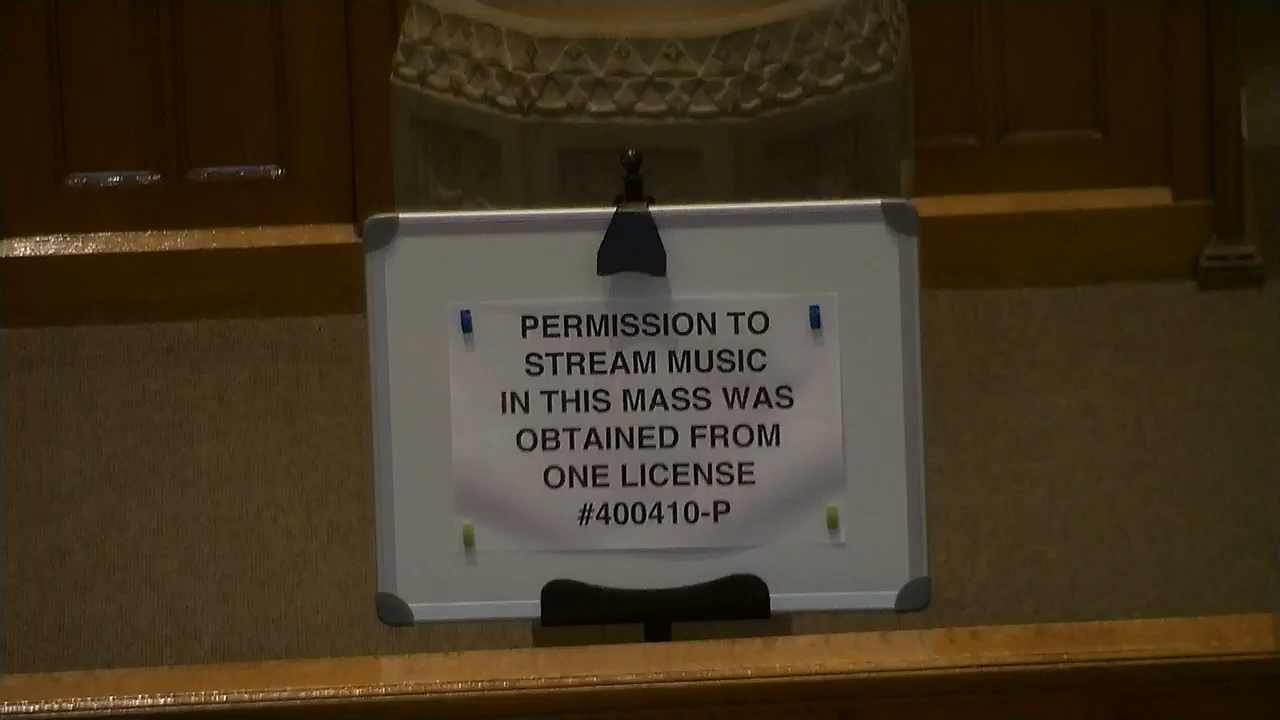 PERMISSION TO
STREAM MUSIC
IN THIS MASS WAS
OBTAINED FROM
ONE LICENSE
#400410-P